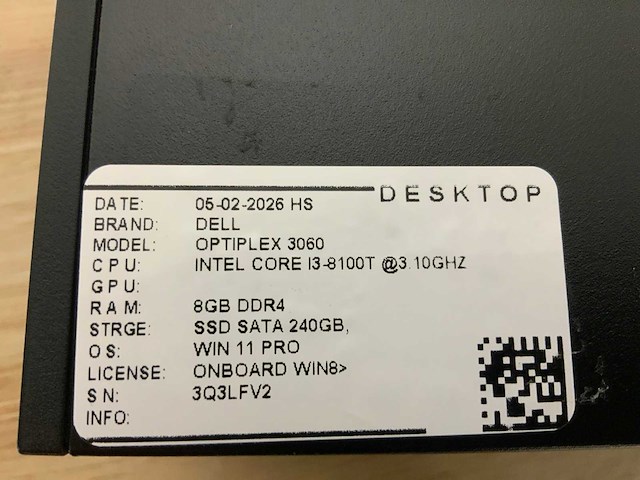 DESKTOP
DATE: 05-02-2026 HS
BRAND: DELL
MODEL: OPTIPLEX 3060
CPU: INTEL CORE I3-8100T @3.10GHZ
GPU:
RAM: 8GB DDR4
STRGE: SSD SATA 240GB,
OS: WIN 11 PRO
LICENSE: ONBOARD WIN8>
SN: 3Q3LFV2
INFO: